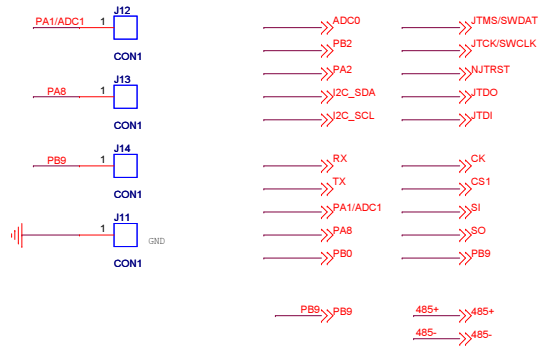 J12
PA1/ADC1 1
CON1
J13
PA8 1
CON1
J14
PB9 1
CON1
J11
1
GND
CON1
ADC0
PB2
PA2
I2C_SDA
I2C_SCL
RX
TX
PA1/ADC1
PA8
PB0
PB9 PB9
JTMS/SWDAT
JTCK/SWCLK
NJTRST
JTDO
JTDI
CK
CS1
SI
SO
PB9
485+ 485+
485- 485-